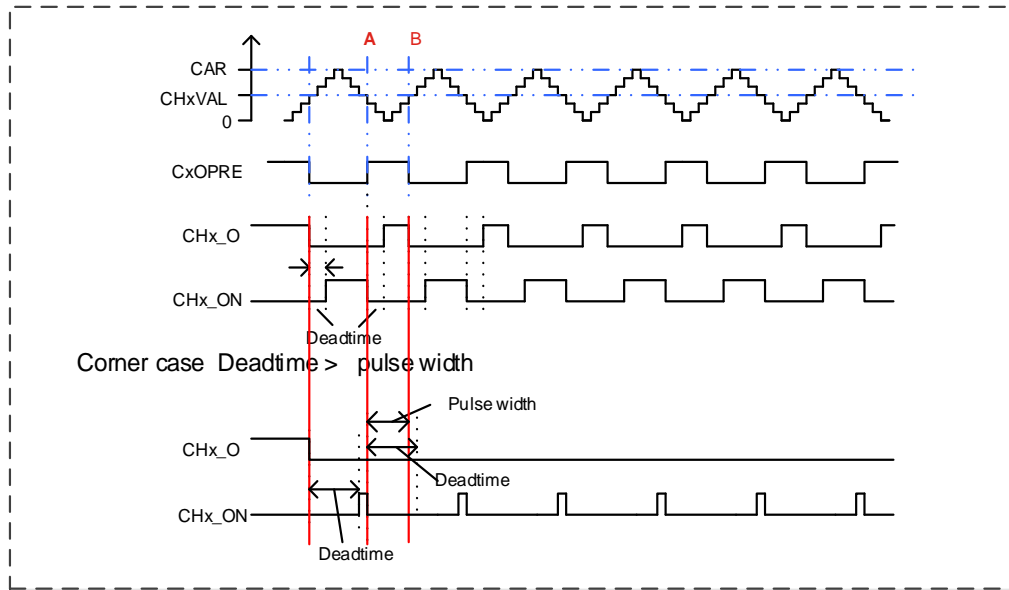 A B
CAR
CHxVAL
0
CxOPRE
CHx_O
CHx_ON
Deadtime
Corner case Deadtime > pulse width
Pulse width
CHx_O
Deadtime
CHx_ON
Deadtime